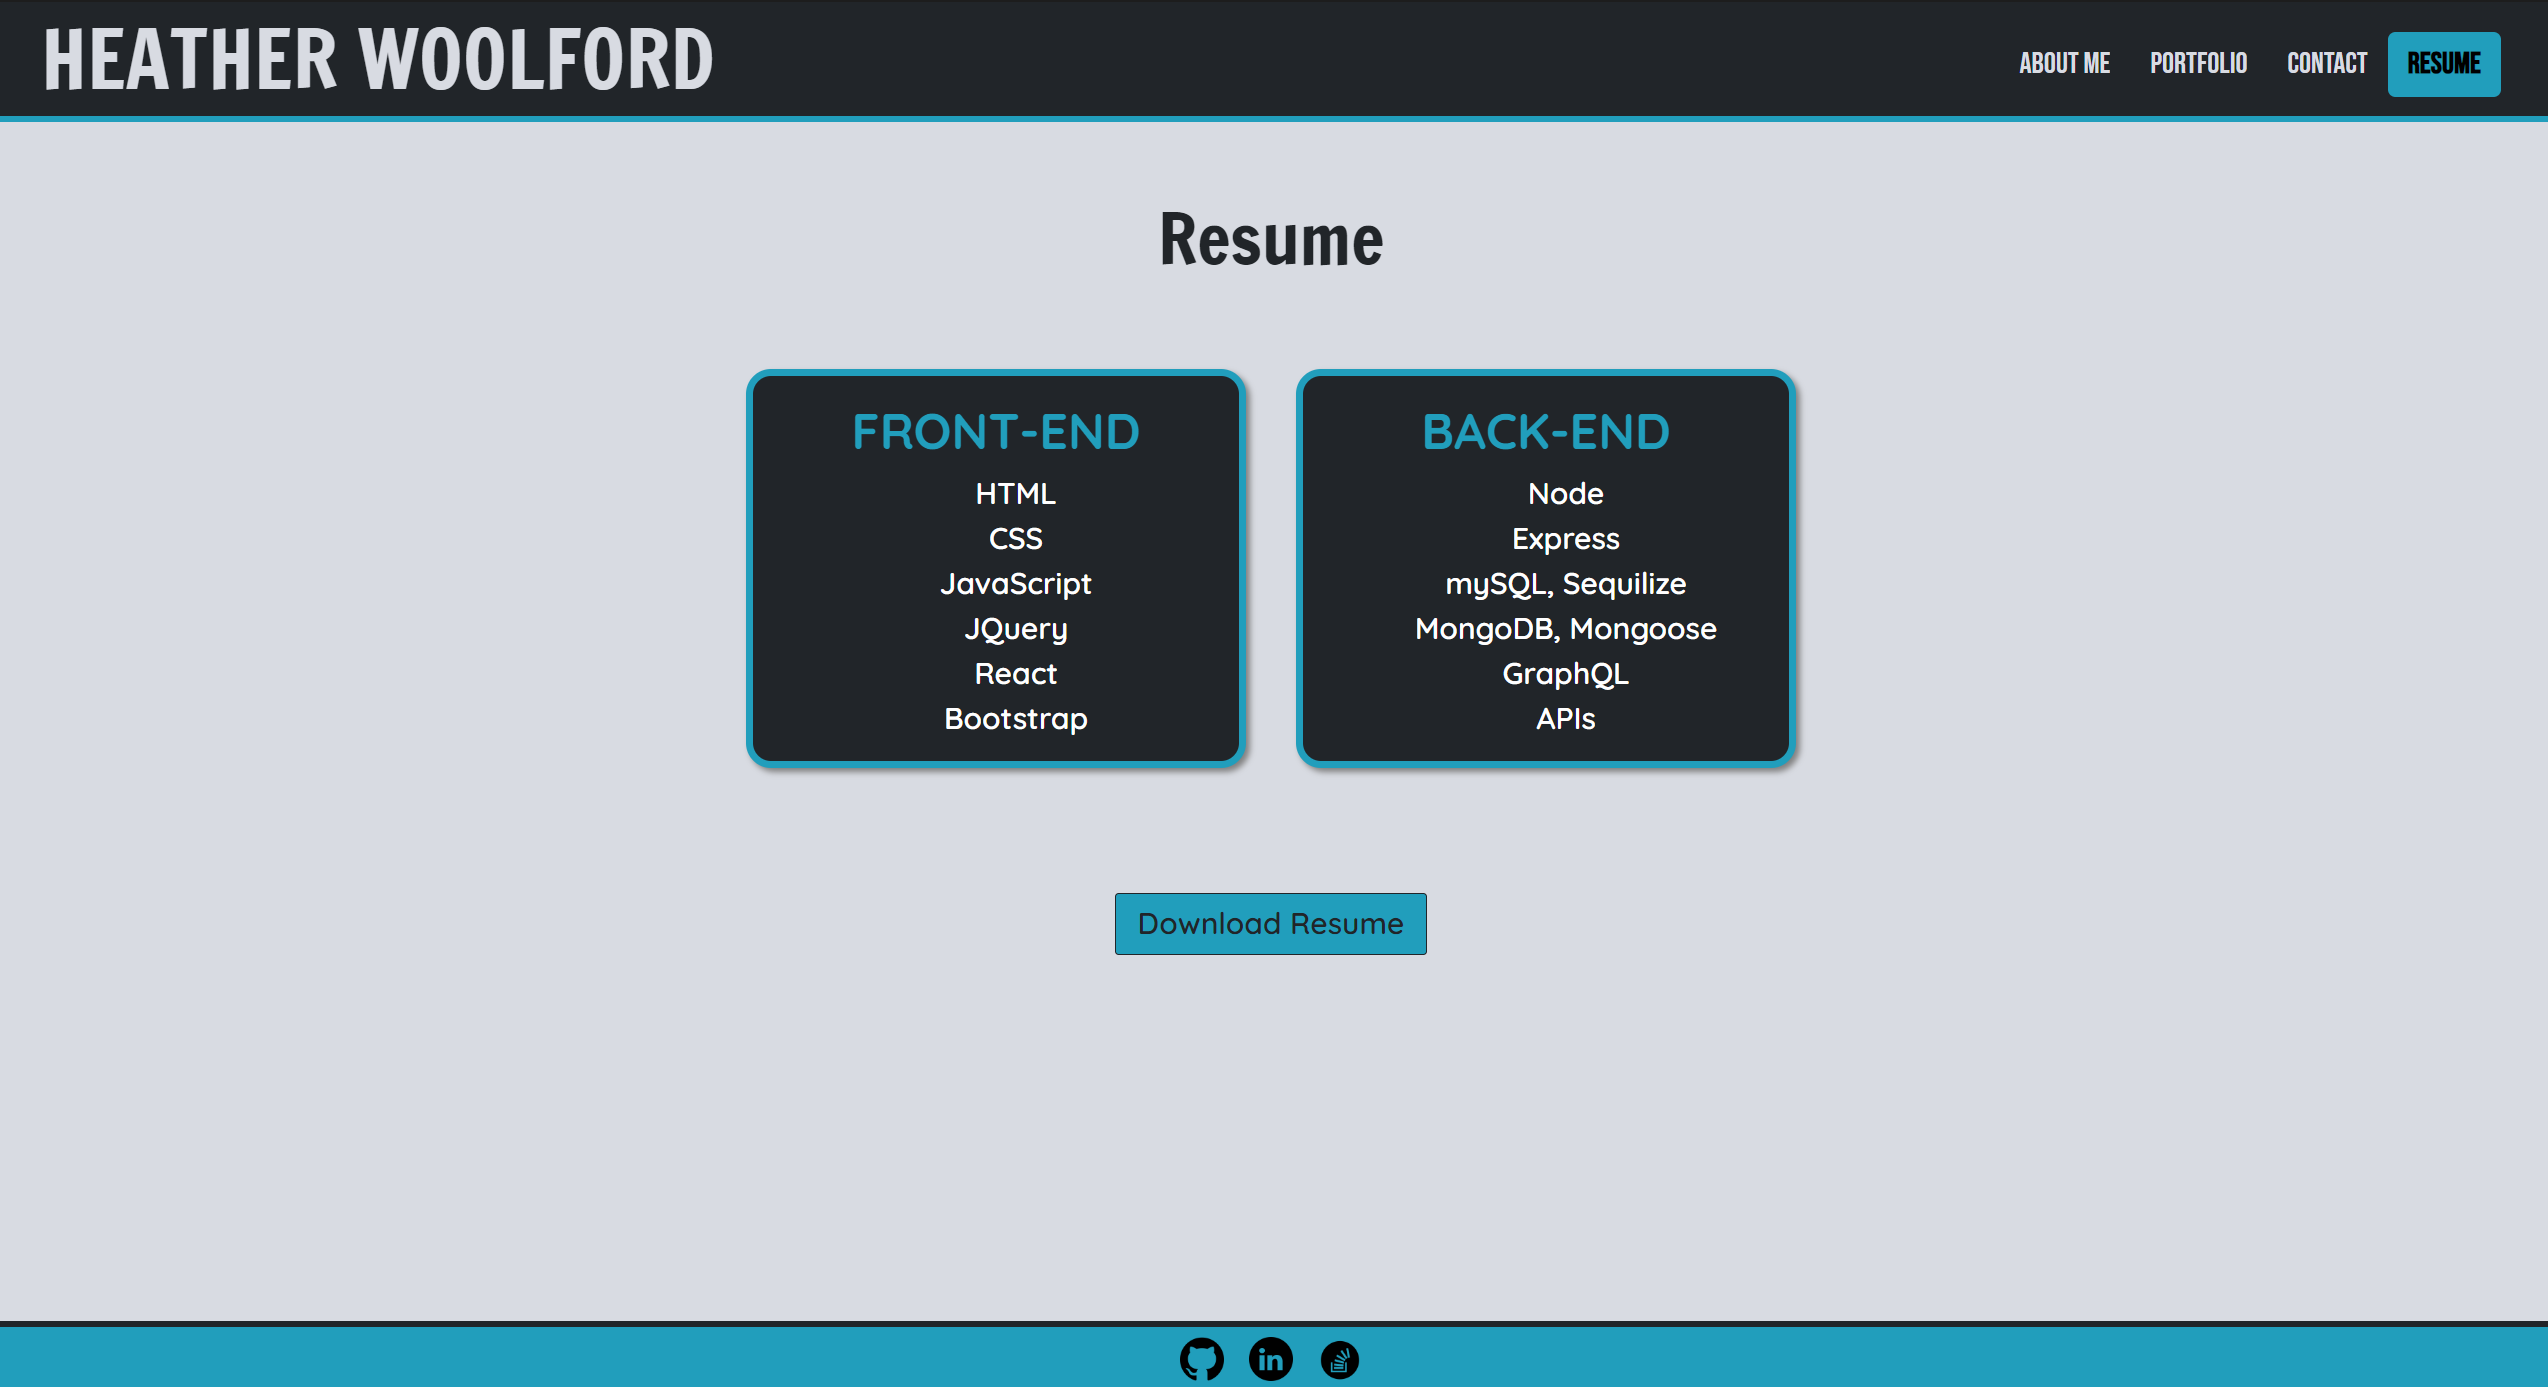 HEATHER WOOLFORD
ABOUT ME PORTFOLIO CONTACT RESUME
Resume
FRONT-END
HTML
CSS
JavaScript
JQuery
React
Bootstrap
BACK-END
Node
Express
mySQL, Sequilize
MongoDB, Mongoose
GraphQL
APIs
Download Resume
in